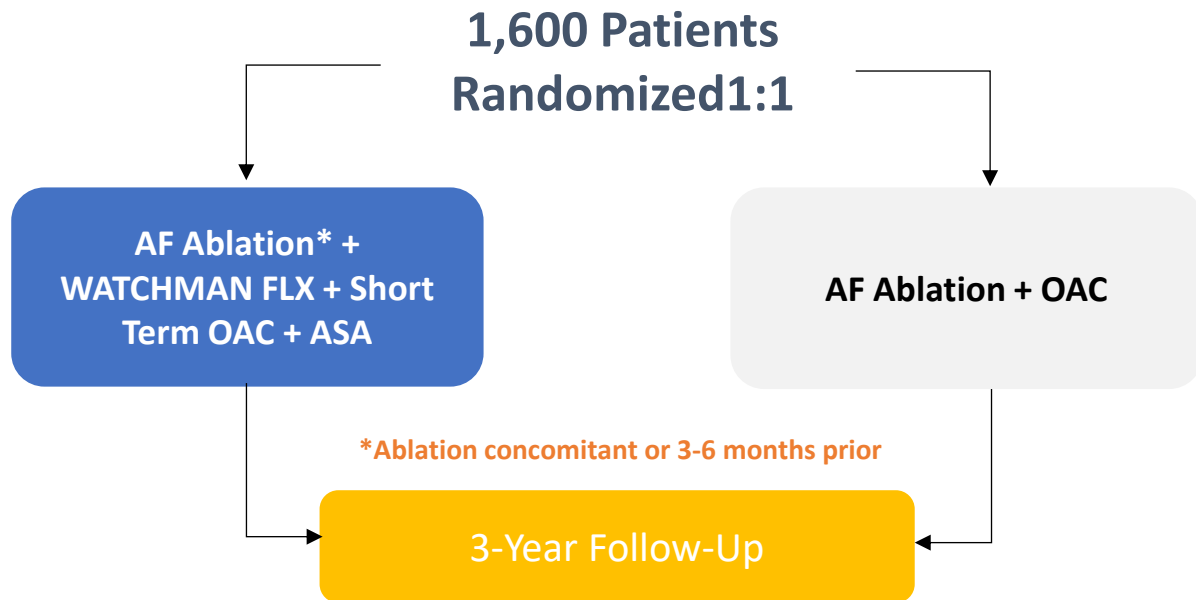 1,600 Patients
Randomized1:1
AF Ablation* +
WATCHMAN FLX + Short
Term OAC + ASA
AF Ablation + OAC
*Ablation concomitant or 3-6 months prior
3-Year Follow-Up